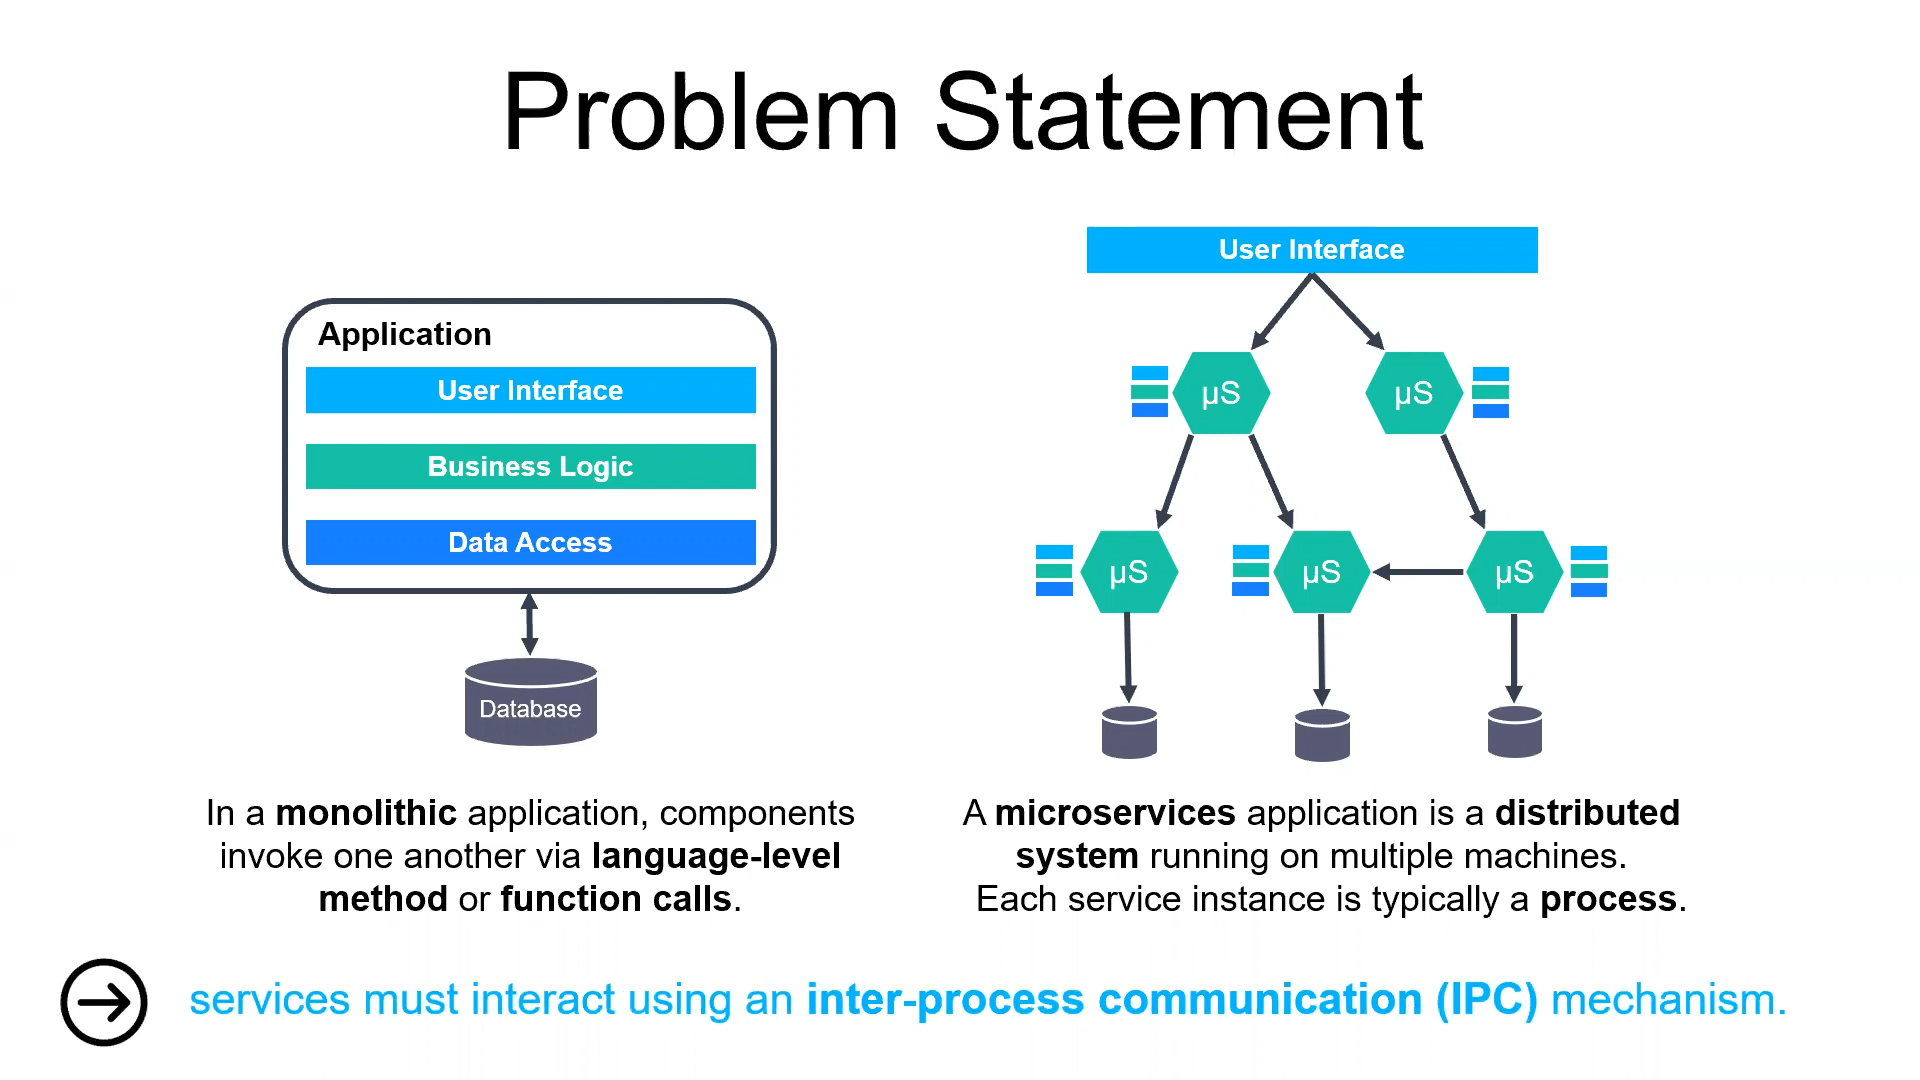 Problem Statement
Application
User Interface
Business Logic
Data Access
Database
In a monolithic application, components
invoke one another via language-level
method or function calls.
User Interface
µS
µS
µS
µS
µS
A microservices application is a distributed
system running on multiple machines.
Each service instance is typically a process.
services must interact using an inter-process communication (IPC) mechanism.